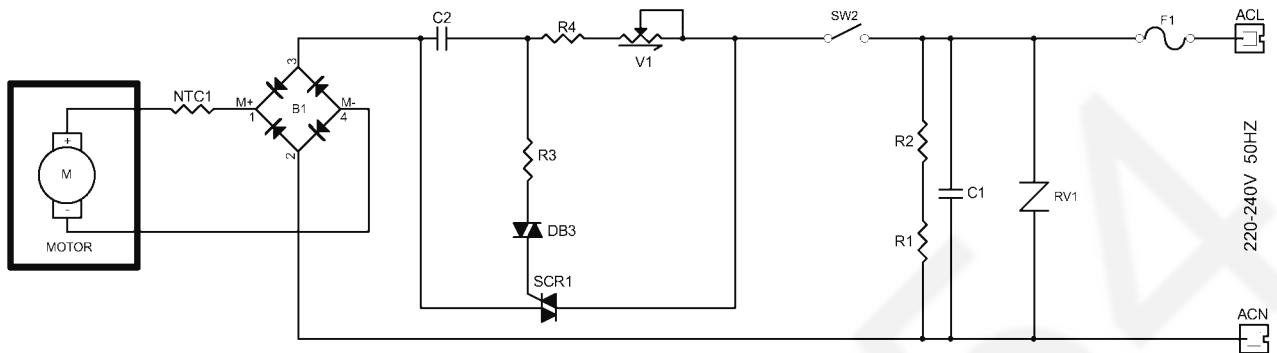 C2
R4
V1
SW2
F1
ACL
NTC1
M+
1
3
B1
M-
4
2
+
M
-
MOTOR
R3
DB3
SCR1
R2
R1
C1
RV1
220-240V 50HZ
ACN